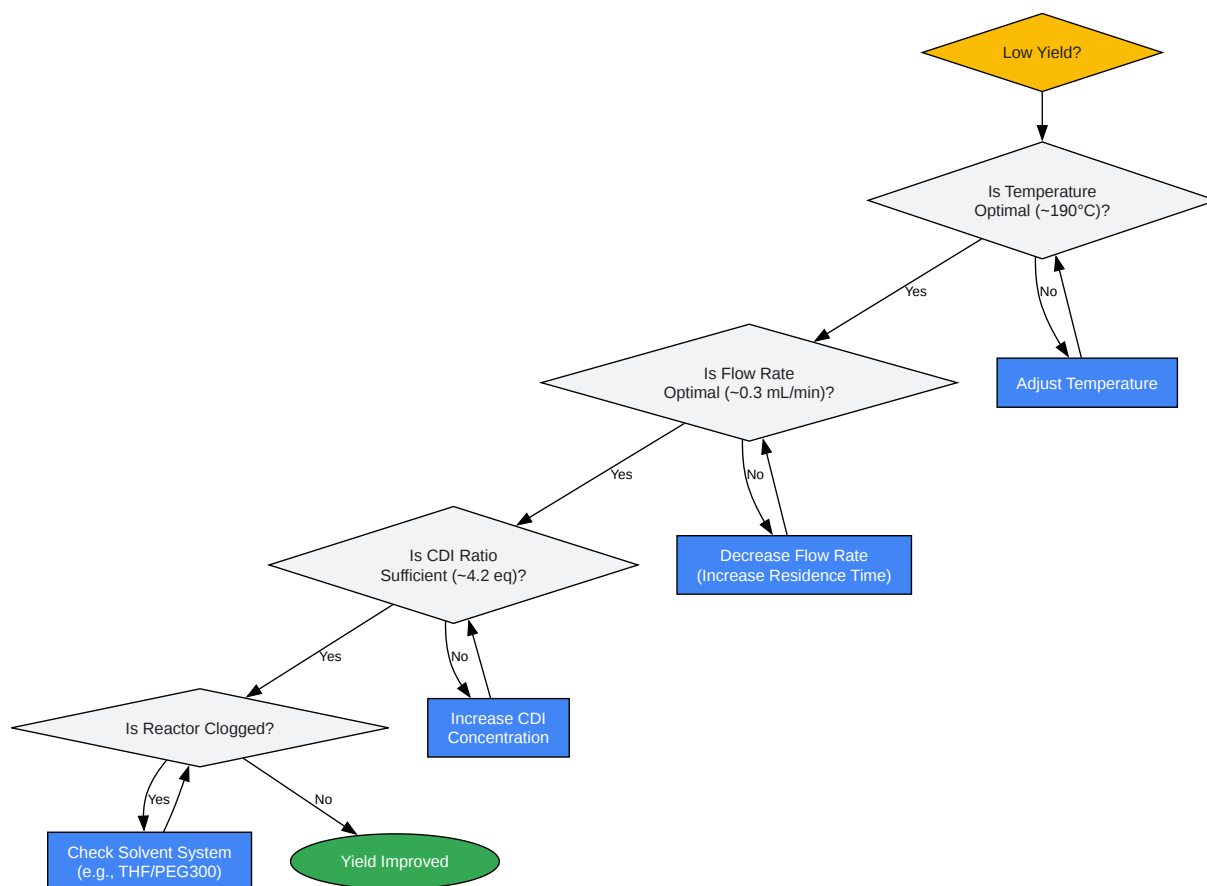 Low Yield?
Is Temperature
Optimal (~190°C)?
Yes
No
Is Flow Rate
Optimal (~0.3 mL/min)?
Adjust Temperature
Yes
No
Is CDI Ratio
Sufficient (~4.2 eq)?
Decrease Flow Rate
(Increase Residence Time)
Yes
No
Is Reactor Clogged?
Increase CDI
Concentration
Yes
No
Check Solvent System
(e.g., THF/PEG300)
Yield Improved